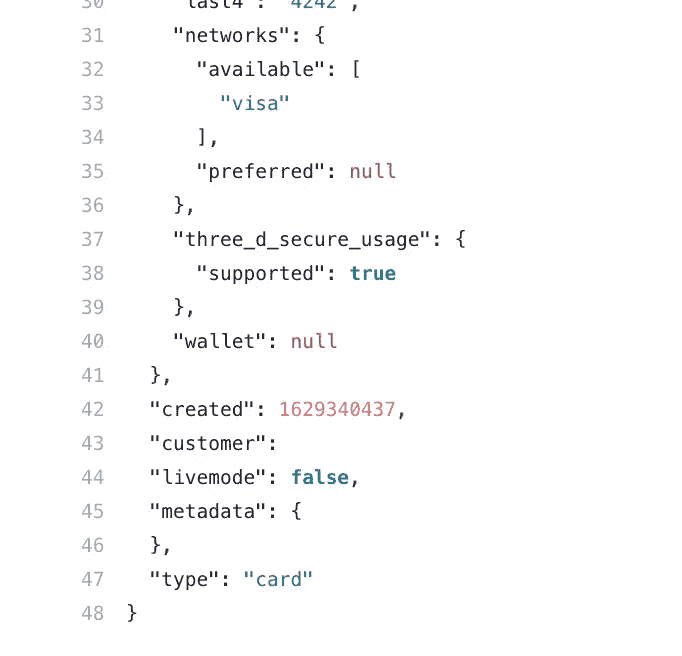 30 "last4": "4242",
31 "networks": {
32 "available": [
33 "visa"
34 ],
35 "preferred": null
36 },
37 "three_d_secure_usage": {
38 "supported": true
39 },
40 "wallet": null
41 },
42 "created": 1629340437,
43 "customer":
44 "livemode": false,
45 "metadata": {
46 },
47 "type": "card"
48 }